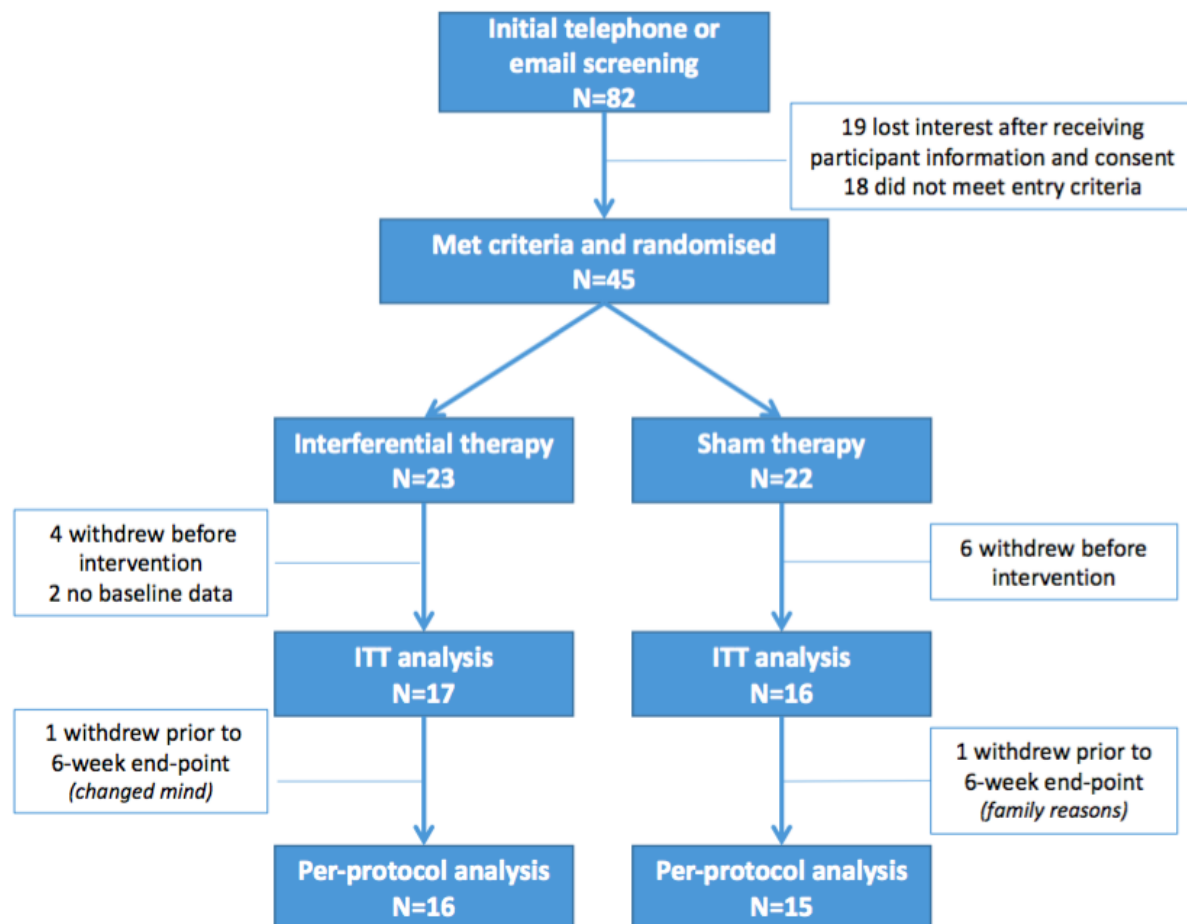 Initial telephone or
email screening
N=82
19 lost interest after receiving
participant information and consent
18 did not meet entry criteria
Met criteria and randomised
N=45
Interferential therapy
N=23
Sham therapy
N=22
4 withdrew before
intervention
2 no baseline data
6 withdrew before
intervention
ITT analysis
N=17
ITT analysis
N=16
1 withdrew prior to
6-week end-point
(changed mind)
1 withdrew prior to
6-week end-point
(family reasons)
Per-protocol analysis
N=16
Per-protocol analysis
N=15